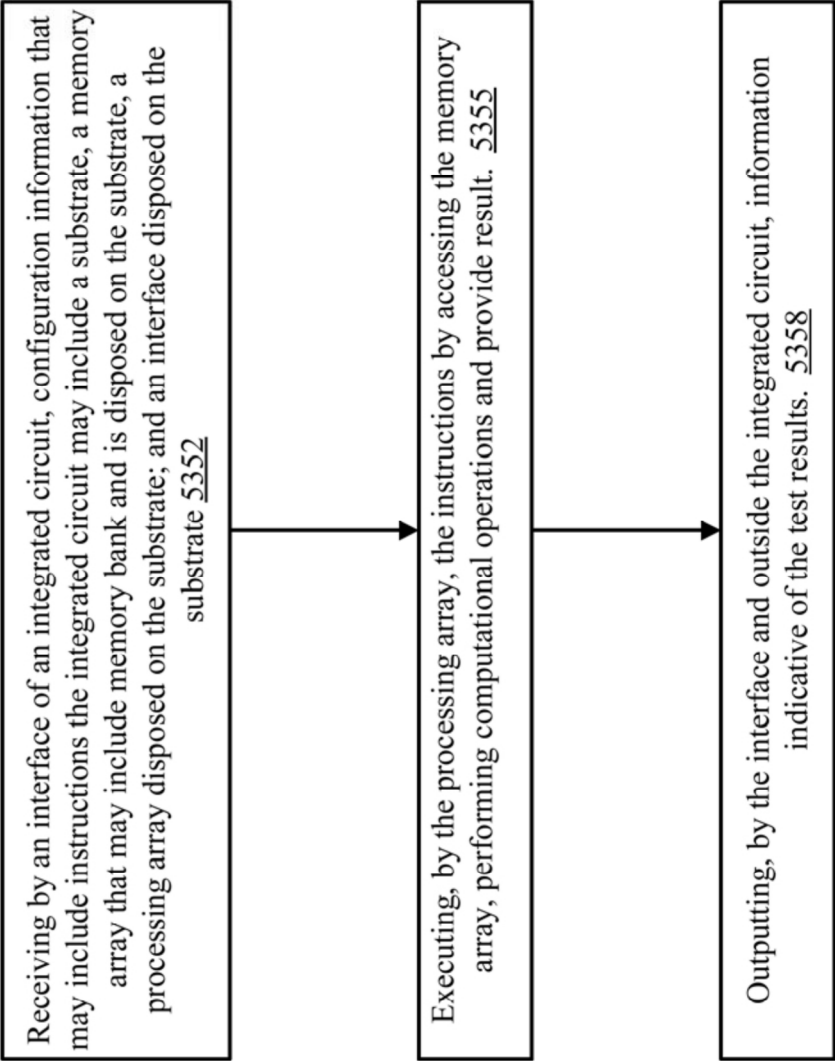 Receiving by an interface of an integrated circuit, configuration information that
may include instructions the integrated circuit may include a substrate, a memory
array that may include memory bank and is disposed on the substrate, a
processing array disposed on the substrate; and an interface disposed on the
substrate 5352
Executing, by the processing array, the instructions by accessing the memory
array, performing computational operations and provide result. 5355
Outputting, by the interface and outside the integrated circuit, information
indicative of the test results. 5358